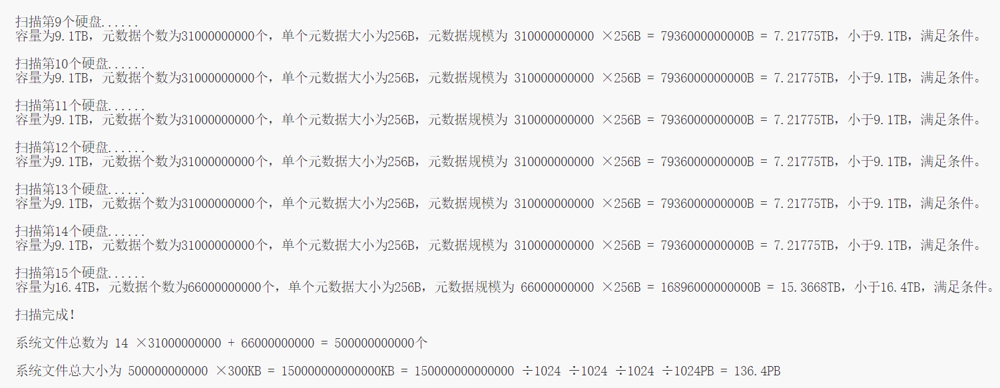 扫描第9个硬盘......
容量为9.1TB，元数据个数为31000000000个，单个元数据大小为256B，元数据规模为 310000000000 ×256B = 7936000000000B = 7.21775TB，小于9.1TB，满足条件。
扫描第10个硬盘......
容量为9.1TB，元数据个数为31000000000个，单个元数据大小为256B，元数据规模为 310000000000 ×256B = 7936000000000B = 7.21775TB，小于9.1TB，满足条件。
扫描第11个硬盘......
容量为9.1TB，元数据个数为31000000000个，单个元数据大小为256B，元数据规模为 310000000000 ×256B = 7936000000000B = 7.21775TB，小于9.1TB，满足条件。
扫描第12个硬盘......
容量为9.1TB，元数据个数为31000000000个，单个元数据大小为256B，元数据规模为 310000000000 ×256B = 7936000000000B = 7.21775TB，小于9.1TB，满足条件。
扫描第13个硬盘......
容量为9.1TB，元数据个数为31000000000个，单个元数据大小为256B，元数据规模为 310000000000 ×256B = 7936000000000B = 7.21775TB，小于9.1TB，满足条件。
扫描第14个硬盘......
容量为9.1TB，元数据个数为31000000000个，单个元数据大小为256B，元数据规模为 310000000000 ×256B = 7936000000000B = 7.21775TB，小于9.1TB，满足条件。
扫描第15个硬盘......
容量为16.4TB，元数据个数为66000000000个，单个元数据大小为256B，元数据规模为 66000000000 ×256B = 16896000000000B = 15.3668TB，小于16.4TB，满足条件。
扫描完成！
系统文件总数为 14 ×31000000000 + 66000000000 = 500000000000个
系统文件总大小为 500000000000 ×300KB = 150000000000000KB = 150000000000000 ÷1024 ÷1024 ÷1024 ÷1024PB = 136.4PB